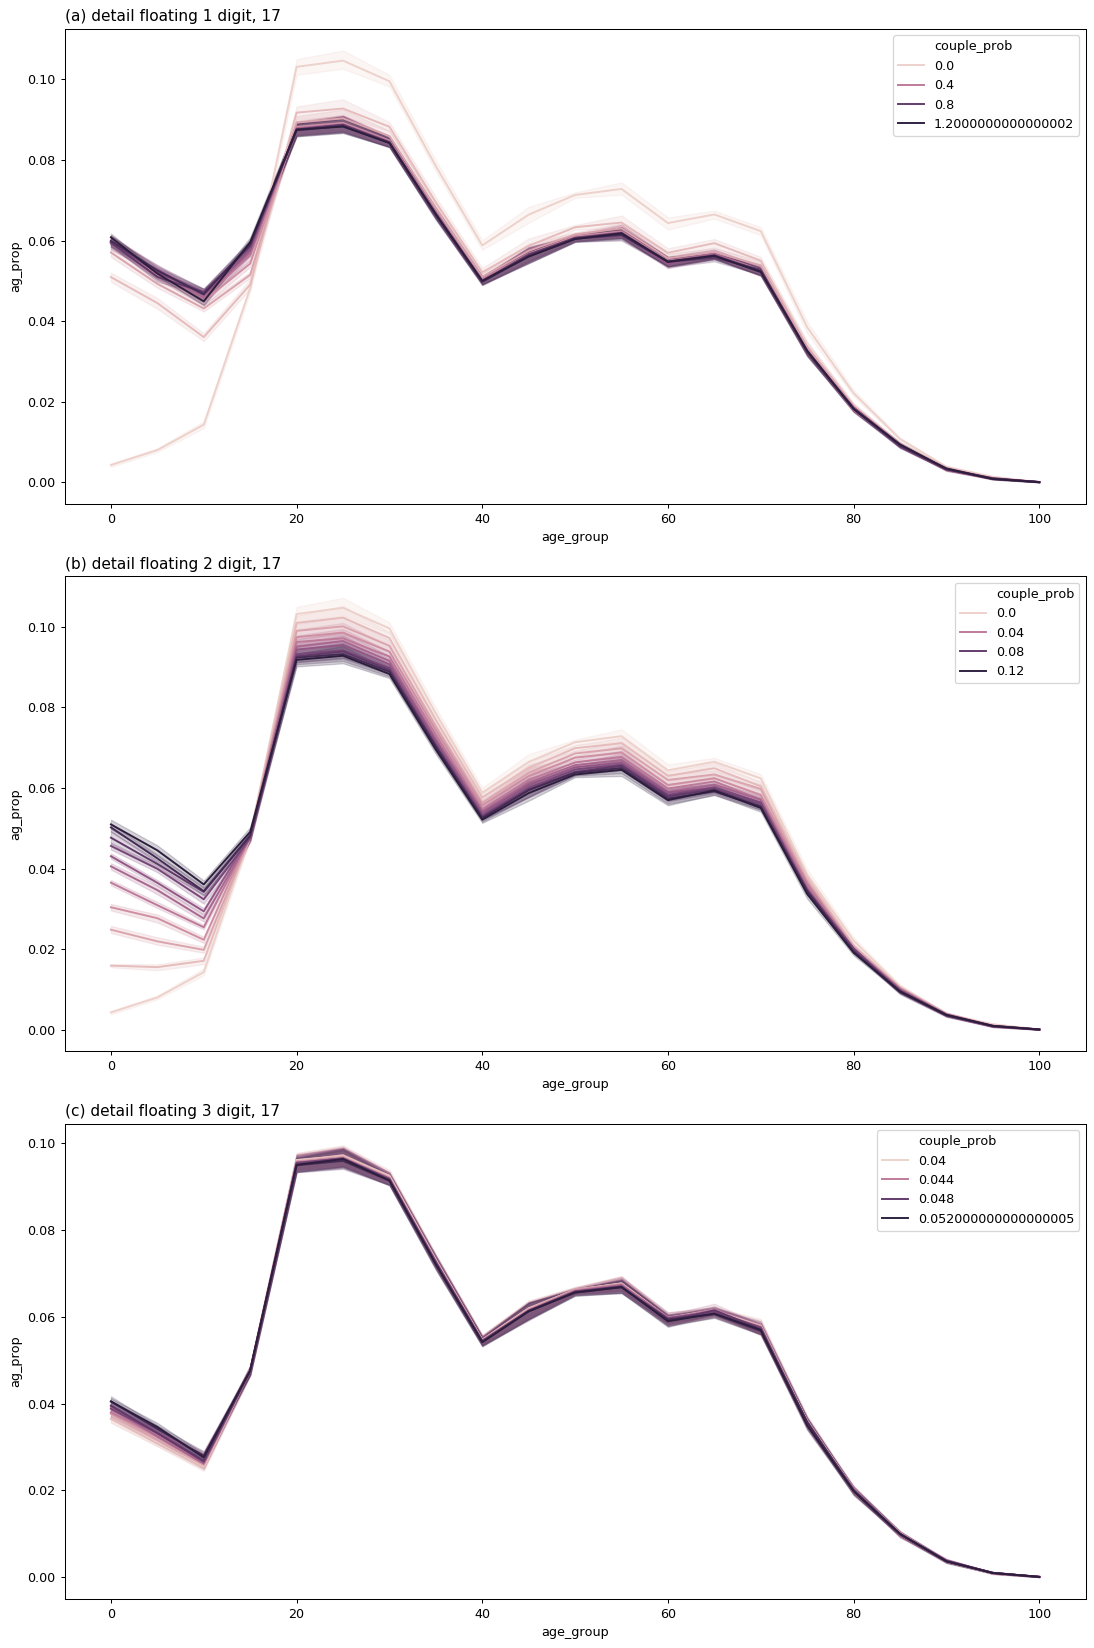 (a) detail floating 1 digit, 17
couple_prob
0.0
0.4
0.8
1.2000000000000002
0.10
0.08
0.06
0.04
0.02
0.00
ag_prop
0 20 40 60 80 100
age_group
(b) detail floating 2 digit, 17
couple_prob
0.0
0.04
0.08
0.12
0.10
0.08
0.06
0.04
0.02
0.00
ag_prop
0 20 40 60 80 100
age_group
(c) detail floating 3 digit, 17
couple_prob
0.04
0.044
0.048
0.052000000000000005
0.10
0.08
0.06
0.04
0.02
0.00
ag_prop
0 20 40 60 80 100
age_group